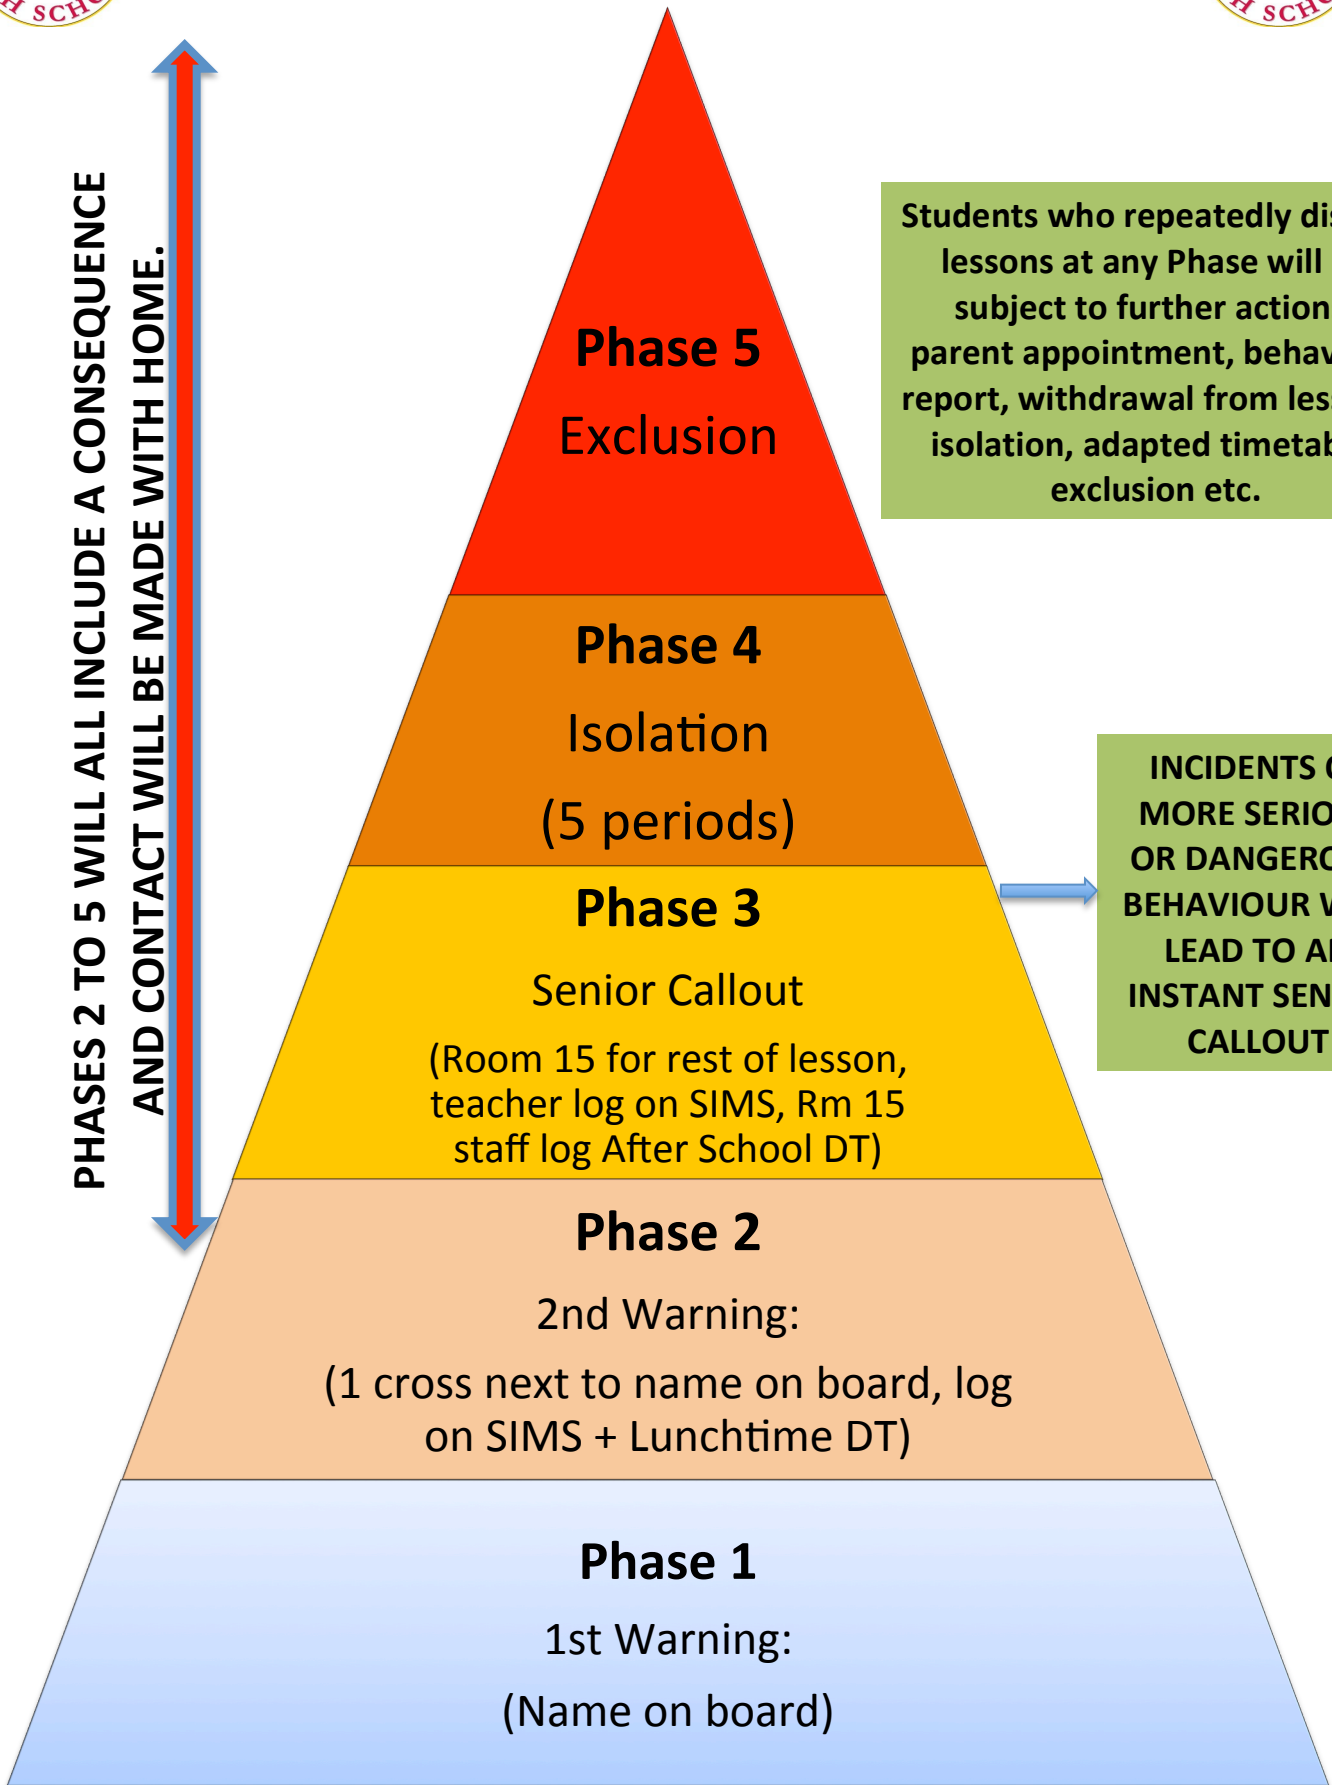 SCHO
SCHO
PHASES 2 TO 5 WILL ALL INCLUDE A CONSEQUENCE
AND CONTACT WILL BE MADE WITH HOME.
Phase 5
Exclusion
Students who repeatedly
lessons at any Phase will
subject to further action
parent appointment,
report, withdrawal from
isolation, adapted
exclusion etc.
Phase 4
Isolation
(5 periods)
Phase 3
Senior Callout
(Room 15 for rest of lesson,
teacher log on SIMS, Rm 15
staff log After School DT)
INCIDENTS
MORE
OR
BEHAVIOUR
LEAD TO
INSTANT
CALLOUT
Phase 2
2nd Warning:
(1 cross next to name on board, log
on SIMS + Lunchtime DT)
Phase 1
1st Warning:
(Name on board)